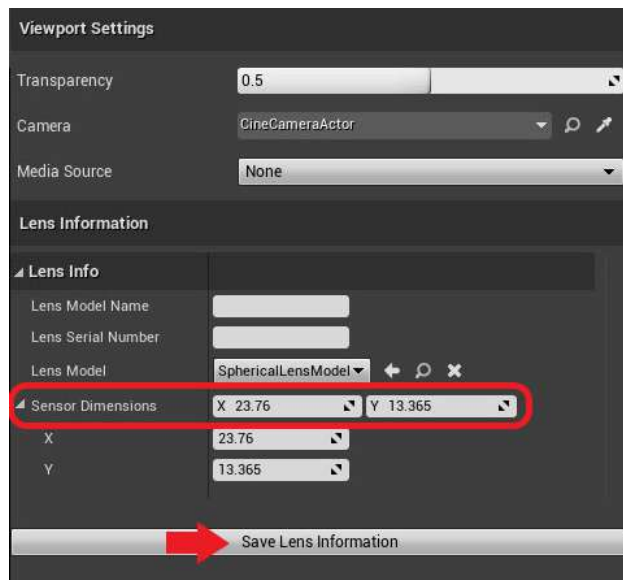 Viewport Settings
Transparency 0.5
Camera CineCameraActor
Media Source None
Lens Information
Lens Info
Lens Model Name
Lens Serial Number
Lens Model SphericalLensModel
Sensor Dimensions X 23.76 Y 13.365
X 23.76
Y 13.365
Save Lens Information